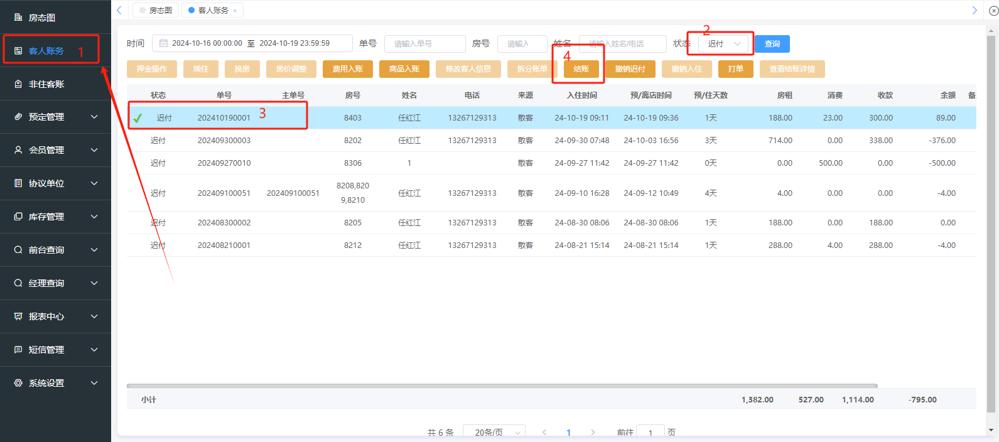 房态图
客人账务 1
非住客账
预定管理
会员管理
协议单位
库存管理
前台查询
经理查询
报表中心
短信管理
系统设置
房态图 客人账务 ×
时间 2024-10-16 00:00:00 至 2024-10-19 23:59:59 单号 请输入单号 房号 请输入 姓名 请输入姓名/电话 状态 迟付 2 查询
押金操作 续住 换房 房价调整 费用入账 商品入账 修改客人信息 拆分账单 4 结账 撤销迟付 撤销入住 打单 查看结账详情
状态 单号 主单号 房号 姓名 电话 来源 入住时间 预/离店时间 预/住天数 房租 消费 收款 余额 备
迟付 202410190001 3 8403 任红江 13267129313 散客 24-10-19 09:11 24-10-19 09:36 1天 188.00 23.00 300.00 89.00
迟付 202409300003 8202 任红江 13267129313 散客 24-09-30 07:48 24-10-03 16:56 3天 714.00 0.00 338.00 -376.00
迟付 202409270010 8306 1 散客 24-09-27 11:42 24-09-27 11:42 0天 0.00 500.00 0.00 -500.00
迟付 202409100051 202409100051 8208,820
9,8210 任红江 13267129313 散客 24-09-10 16:28 24-09-12 10:49 4天 4.00 0.00 0.00 -4.00
迟付 202408300002 8205 任红江 13267129313 散客 24-08-30 08:06 24-08-30 08:06 1天 188.00 0.00 188.00 0.00
迟付 202408210001 8212 任红江 13267129313 散客 24-08-21 15:14 24-08-21 15:14 1天 288.00 4.00 288.00 -4.00
小计 1,382.00 527.00 1,114.00 -795.00
共 6 条 20条/页 1 前往 1 页